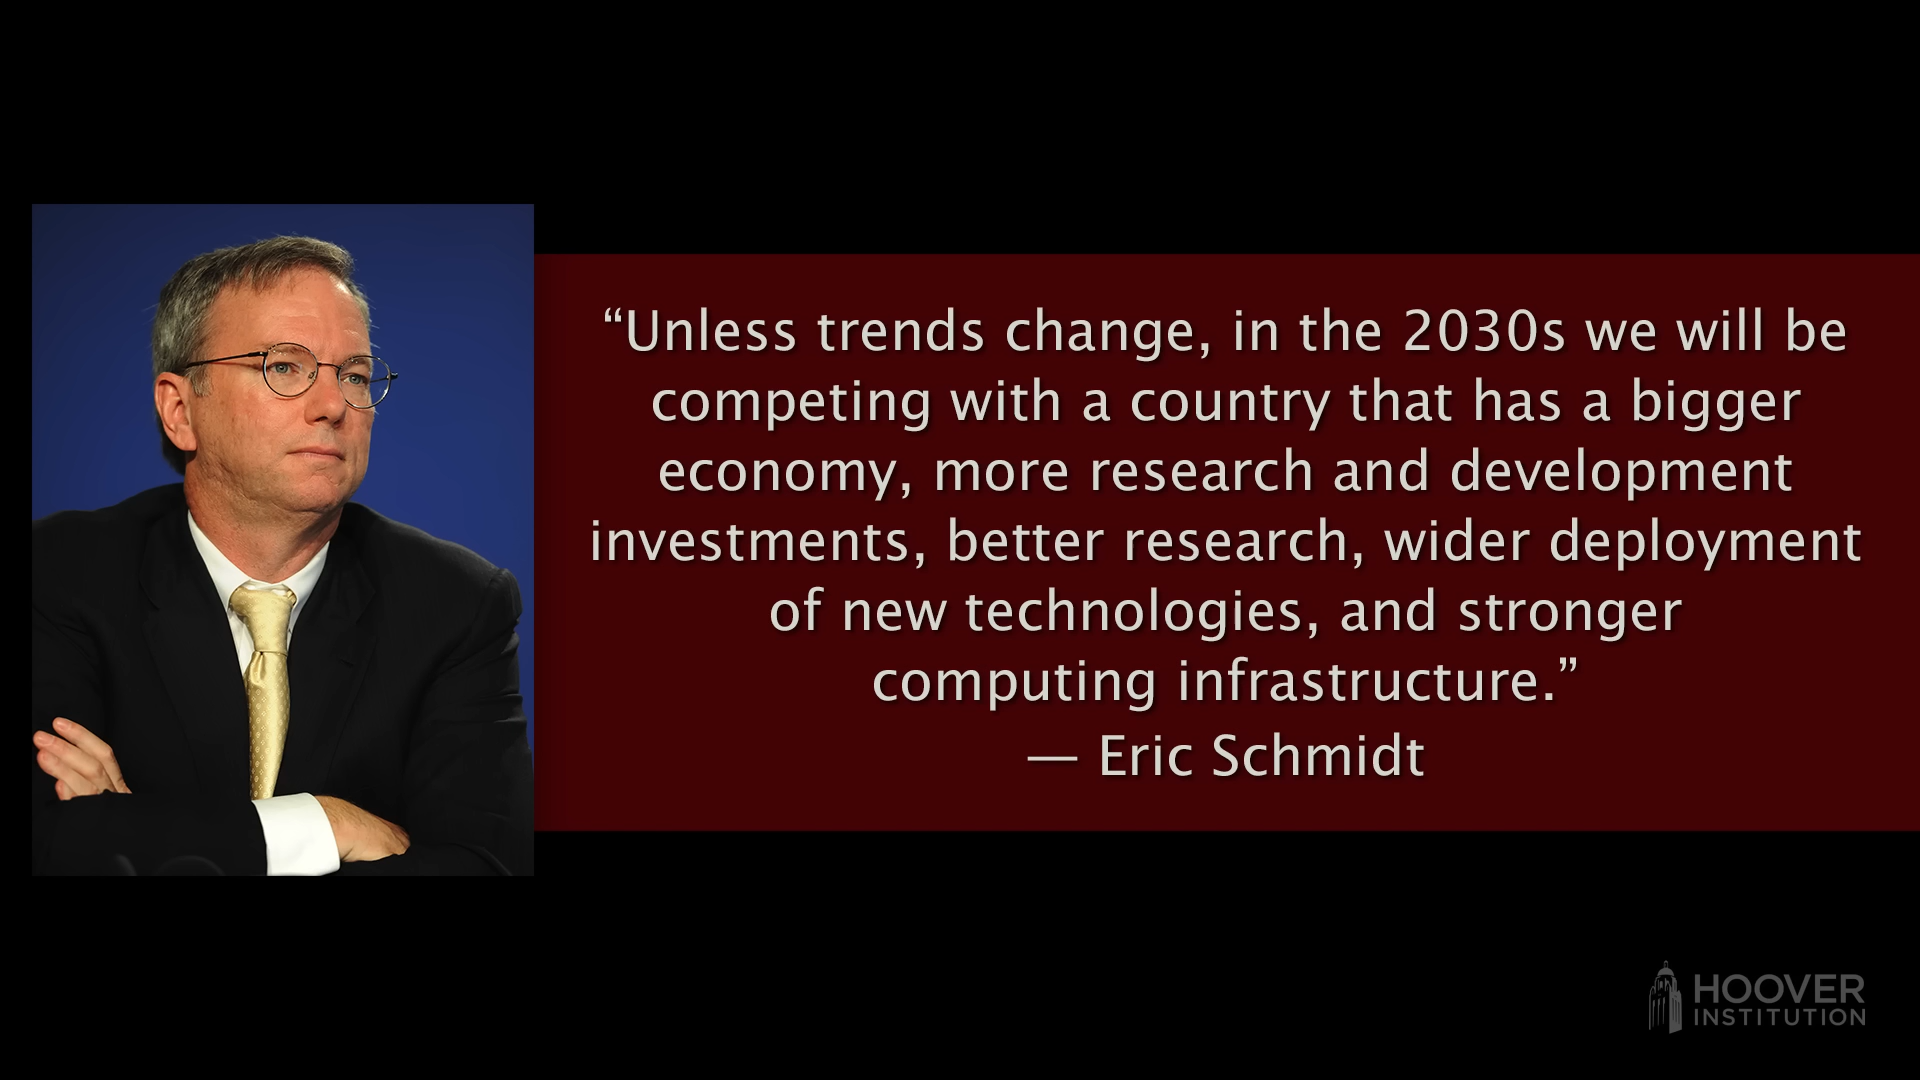 “Unless trends change, in the 2030s we will be
competing with a country that has a bigger
economy, more research and development
investments, better research, wider deployment
of new technologies, and stronger
computing infrastructure.”
— Eric Schmidt
HOOVER
INSTITUTION